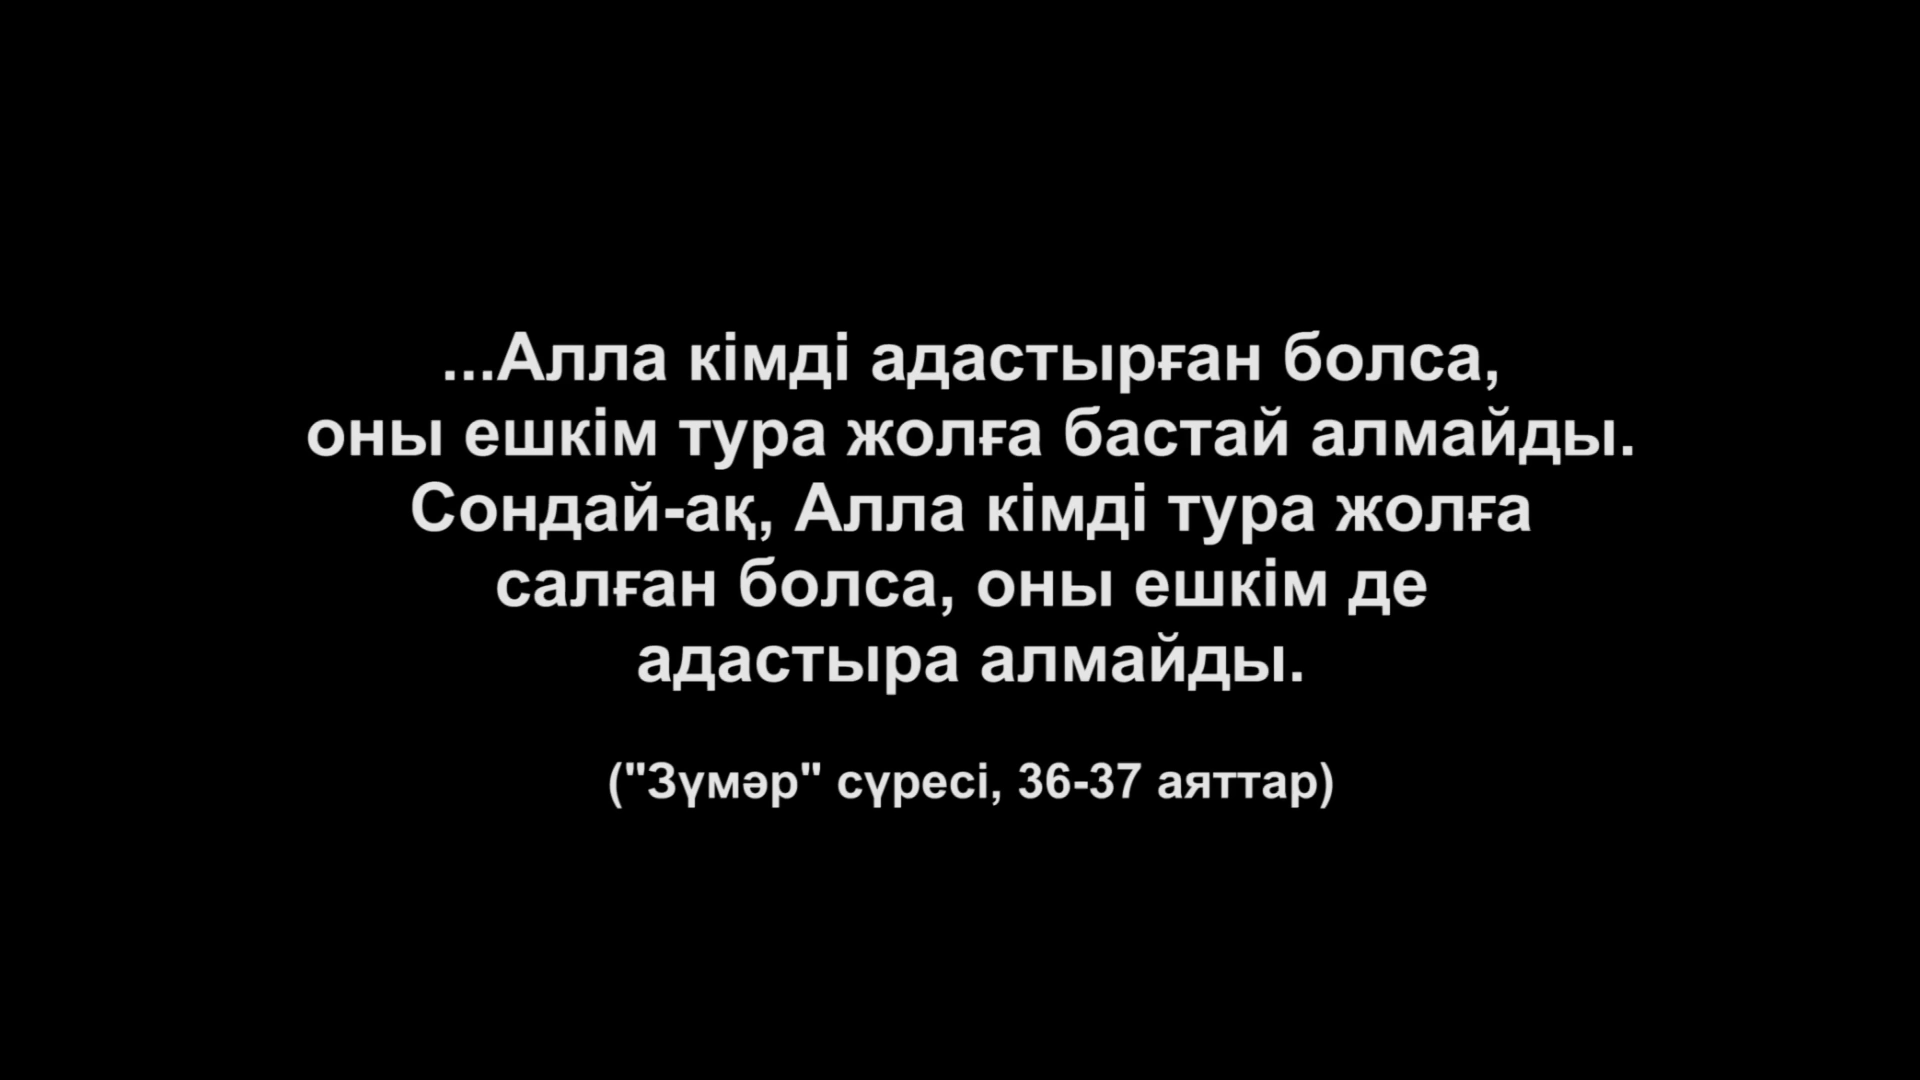 ...Алла кімді адастырған болса,
оны ешкім тура жолға бастай алмайды.
Сондай-ақ, Алла кімді тура жолға
салған болса, оны ешкім де
адастыра алмайды.
("Зүмәр" сүресі, 36-37 аяттар)